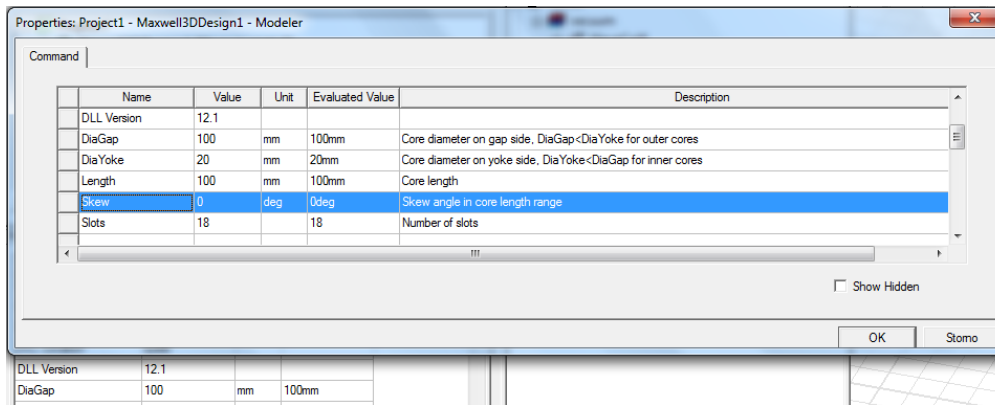 Properties: Project1 - Maxwell3DDesign1 - Modeler
Command
Name Value Unit Evaluated Value Description
DLL Version 12.1
DiaGap 100 mm 100mm Core diameter on gap side, DiaGap<DiaYoke for outer cores
DiaYoke 20 mm 20mm Core diameter on yoke side, DiaYoke<DiaGap for inner cores
Length 100 mm 100mm Core length
Skew 0 deg 0deg Skew angle in core length range
Slots 18 18 Number of slots
Show Hidden
OK Storno
DLL Version 12.1
DiaGap 100 mm 100mm